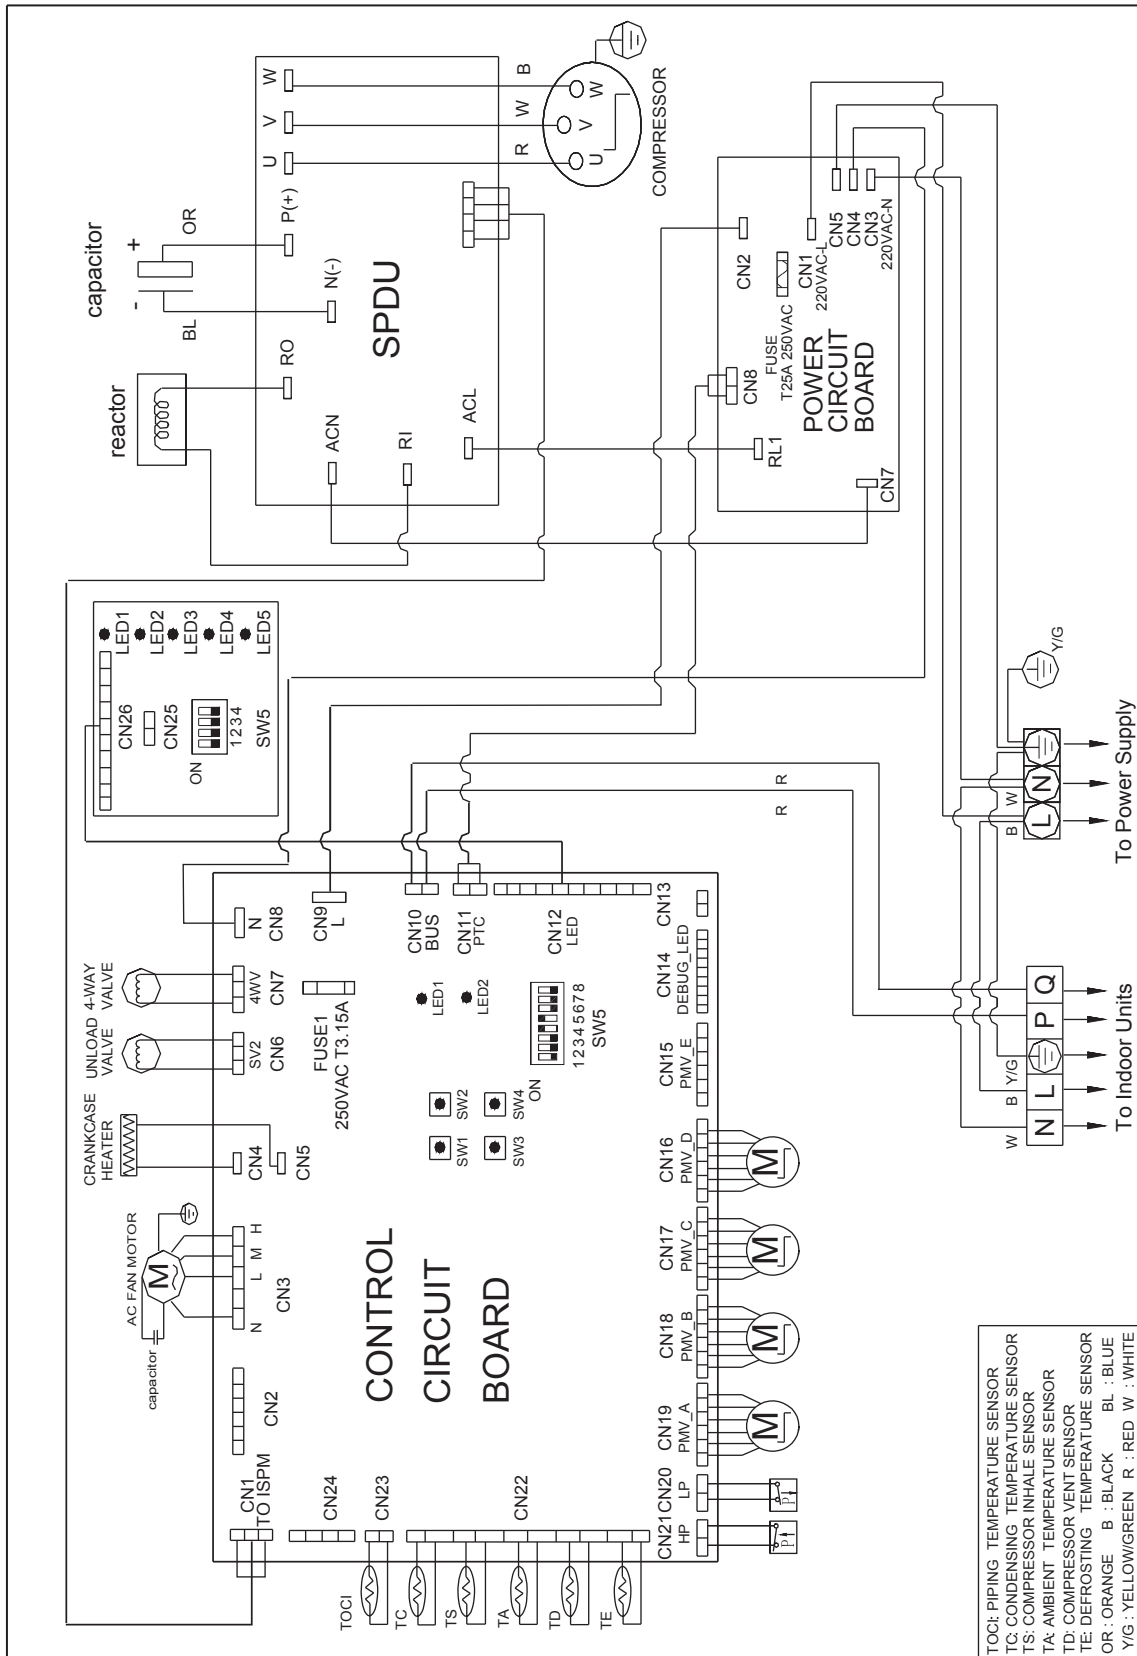 capacitor
- +
BL
OR
reactor
RO
N(-)
P(+)
U
V
W
SPDU
ACN
RI
ACL
R
W
B
U
V
W
COMPRESSOR
CN26
CN25
ON
1234
SW5
LED1
LED2
LED3
LED4
LED5
CN2
CN8
FUSE
T25A 250VAC
CN1
220VAC-L
CN5
CN4
CN3
220VAC-N
POWER
CIRCUIT
BOARD
RL1
CN7
CRANKCASE
HEATER
UNLOAD
VALVE
4-WAY
VALVE
AC FAN MOTOR
M
capacitor
CN1
TO ISPM
CN2
N
L
M
H
CN3
CN4
CN5
SV2
CN6
4WV
CN7
N
CN8
CN9
L
FUSE1
250VAC T3.15A
CN10
BUS
CN11
PTC
CN12
LED
LED1
LED2
SW1
SW2
SW3
SW4
ON
12345678
SW5
CONTROL
CIRCUIT
BOARD
CN24
CN23
CN22
TOCI
TC
TS
TA
TD
TE
CN21
HP
CN20
LP
CN19
PMV_A
CN18
PMV_B
CN17
PMV_C
CN16
PMV_D
CN15
PMV_E
CN14
DEBUG_LED
CN13
P
P
M
M
M
M
R
R
W
B
Y/G
N
L
P
Q
To Indoor Units
B
W
L
N
Y/G
To Power Supply
TOCI: PIPING TEMPERATURE SENSOR
TC: CONDENSING TEMPERATURE SENSOR
TS: COMPRESSOR INHALE SENSOR
TA: AMBIENT TEMPERATURE SENSOR
TD: COMPRESSOR VENT SENSOR
TE: DEFROSTING TEMPERATURE SENSOR
OR : ORANGE B : BLACK BL : BLUE
Y/G : YELLOW/GREEN R : RED W : WHITE